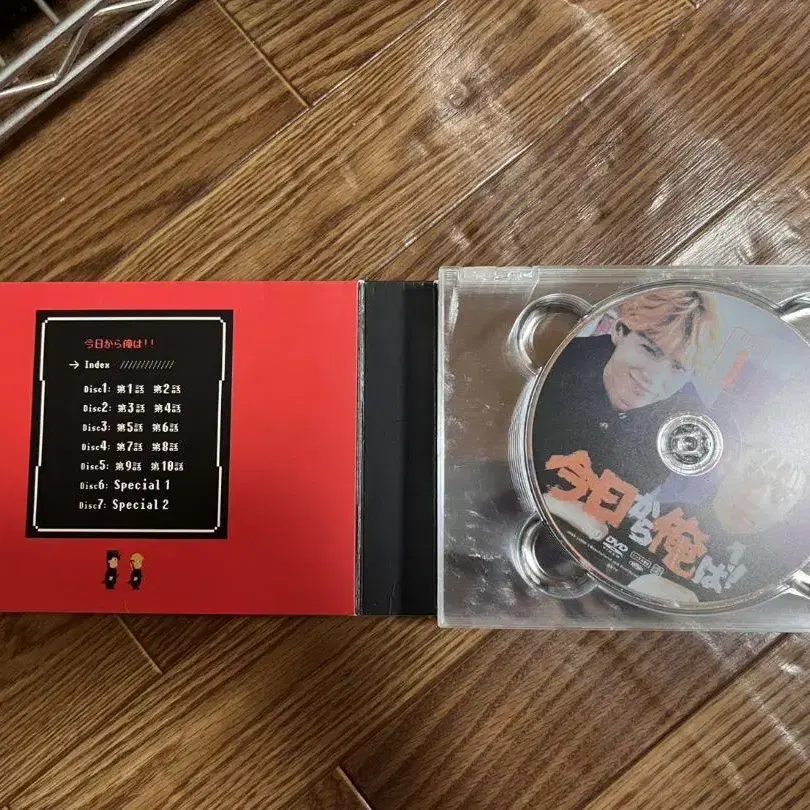 今日から俺は!!
→ Index /////////////
Disc1: 第1話 第2話
Disc2: 第3話 第4話
Disc3: 第5話 第6話
Disc4: 第7話 第8話
Disc5: 第9話 第10話
Disc6: Special 1
Disc7: Special 2
今日から俺は!!
1
DVD